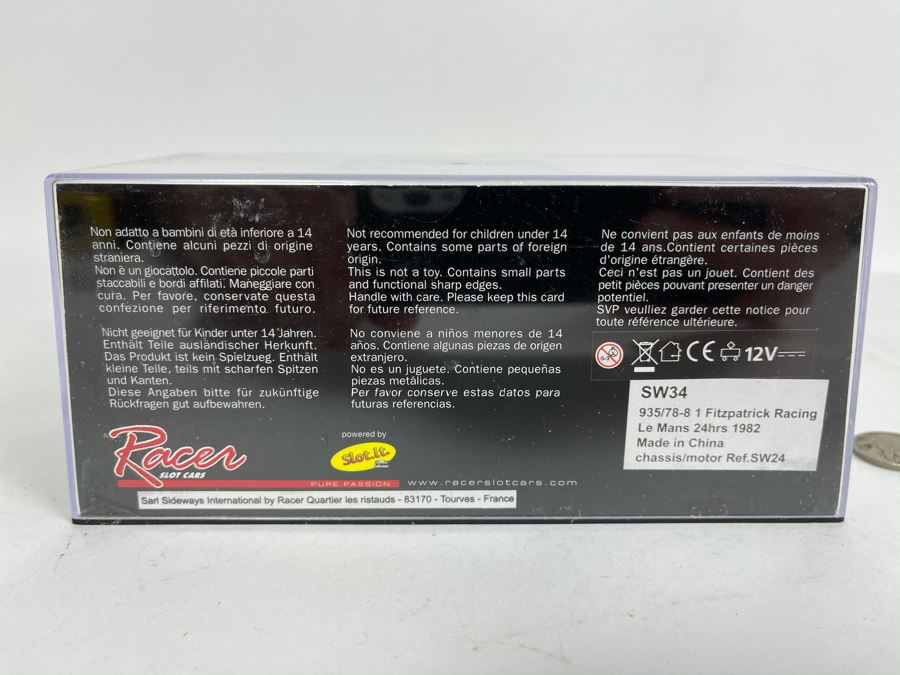 Non adatto a bambini di età inferiore a 14
anni. Contiene alcuni pezzi di origine
straniera.
Non è un giocattolo. Contiene piccole parti
staccabili e bordi affilati. Maneggiare con
cura. Per favore, conservate questa
confezione per riferimento futuro.
Nicht geeignet für Kinder unter 14 Jahren.
Enthält Teile ausländischer Herkunft.
Das Produkt ist kein Spielzueg. Enthält
kleine Teile, teils mit scharfen Spitzen
und Kanten.
Diese Angaben bitte für zukünftige
Rückfragen gut aufbewahren.
Not recommended for children under 14
years. Contains some parts of foreign
origin.
This is not a toy. Contains small parts
and functional sharp edges.
Handle with care. Please keep this card
for future reference.
No conviene a niños menores de 14
años. Contiene algunas piezas de origen
extranjero.
No es un juguete. Contiene pequeñas
piezas metálicas.
Par favor conserve estas datos para
futuras referencias.
Ne convient pas aux enfants de moins
de 14 ans.Contient certaines pièces
d'origine étrangère.
Ceci n'est pas un jouet. Contient des
petit pièces pouvant presenter un danger
potentiel.
SVP veulliez garder cette notice pour
toute référence ultérieure.
0-3 CE 12V
SW34
935/78-8 1 Fitzpatrick Racing
Le Mans 24hrs 1982
Made in China
chassis/motor Ref.SW24
Racer
SLOT CARS
powered by
Slot.it
PURE PASSION www.racerslotcars.com
Sarl Sideways International by Racer Quartier les ristauds - 83170 - Tourves - France